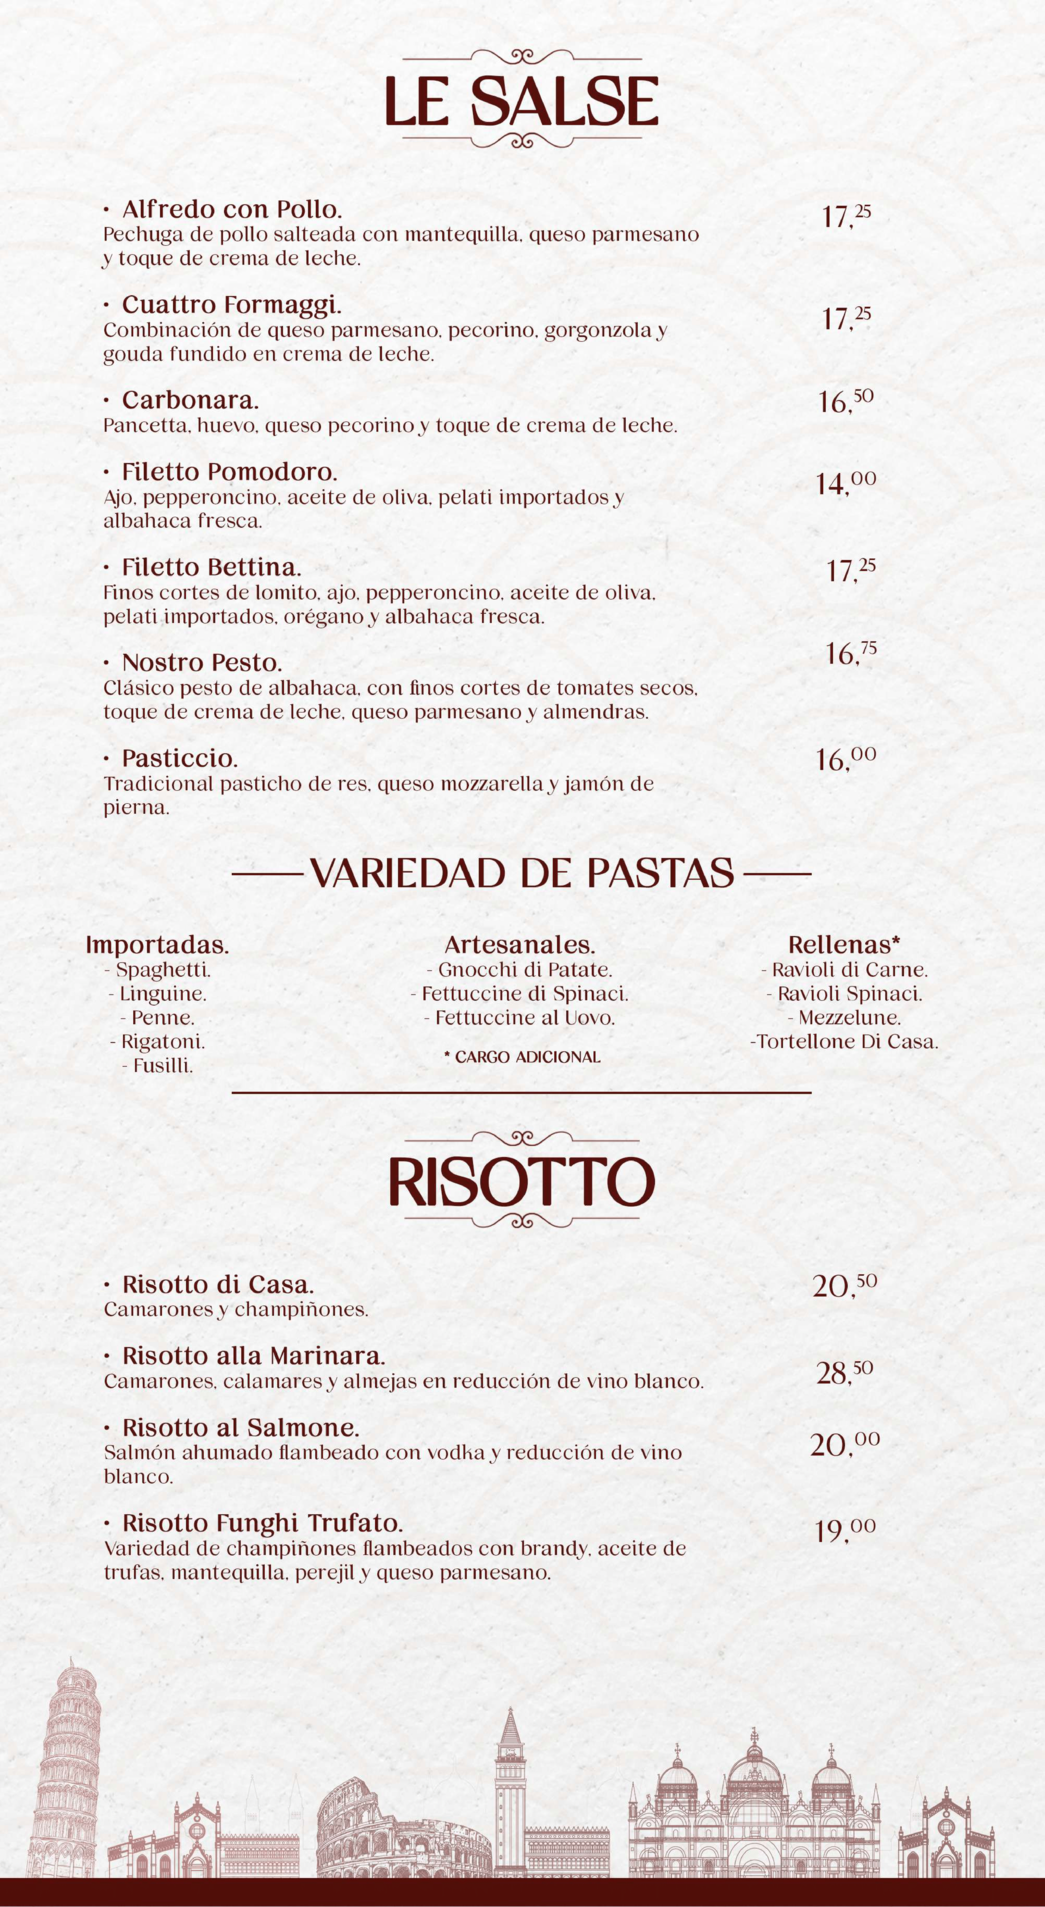 LE SALSE
• Alfredo con Pollo.
17,25
Pechuga de pollo salteada con mantequilla, queso parmesano
y toque de crema de leche.
• Cuattro Formaggi.
17,25
Combinación de queso parmesano, pecorino, gorgonzola y
gouda fundido en crema de leche.
• Carbonara.
16,50
Pancetta, huevo, queso pecorino y toque de crema de leche.
• Filetto Pomodoro.
14,00
Ajo, pepperoncino, aceite de oliva, pelati importados y
albahaca fresca.
• Filetto Bettina.
17,25
Finos cortes de lomito, ajo, pepperoncino, aceite de oliva,
pelati importados, orégano y albahaca fresca.
• Nostro Pesto.
16,75
Clásico pesto de albahaca, con finos cortes de tomates secos,
toque de crema de leche, queso parmesano y almendras.
• Pasticcio.
16,00
Tradicional pasticho de res, queso mozzarella y jamón de
pierna.
VARIEDAD DE PASTAS
Importadas.
- Spaghetti.
- Linguine.
- Penne.
- Rigatoni.
- Fusilli.
Artesanales.
- Gnocchi di Patate.
- Fettuccine di Spinaci.
- Fettuccine al Uovo.
* CARGO ADICIONAL
Rellenas*
- Ravioli di Carne.
- Ravioli Spinaci.
- Mezzelune.
-Tortellone Di Casa.
RISOTTO
• Risotto di Casa.
20,50
Camarones y champiñones.
• Risotto alla Marinara.
28,50
Camarones, calamares y almejas en reducción de vino blanco.
• Risotto al Salmone.
20,00
Salmón ahumado flambeado con vodka y reducción de vino
blanco.
• Risotto Funghi Trufato.
19,00
Variedad de champiñones flambeados con brandy, aceite de
trufas, mantequilla, perejil y queso parmesano.